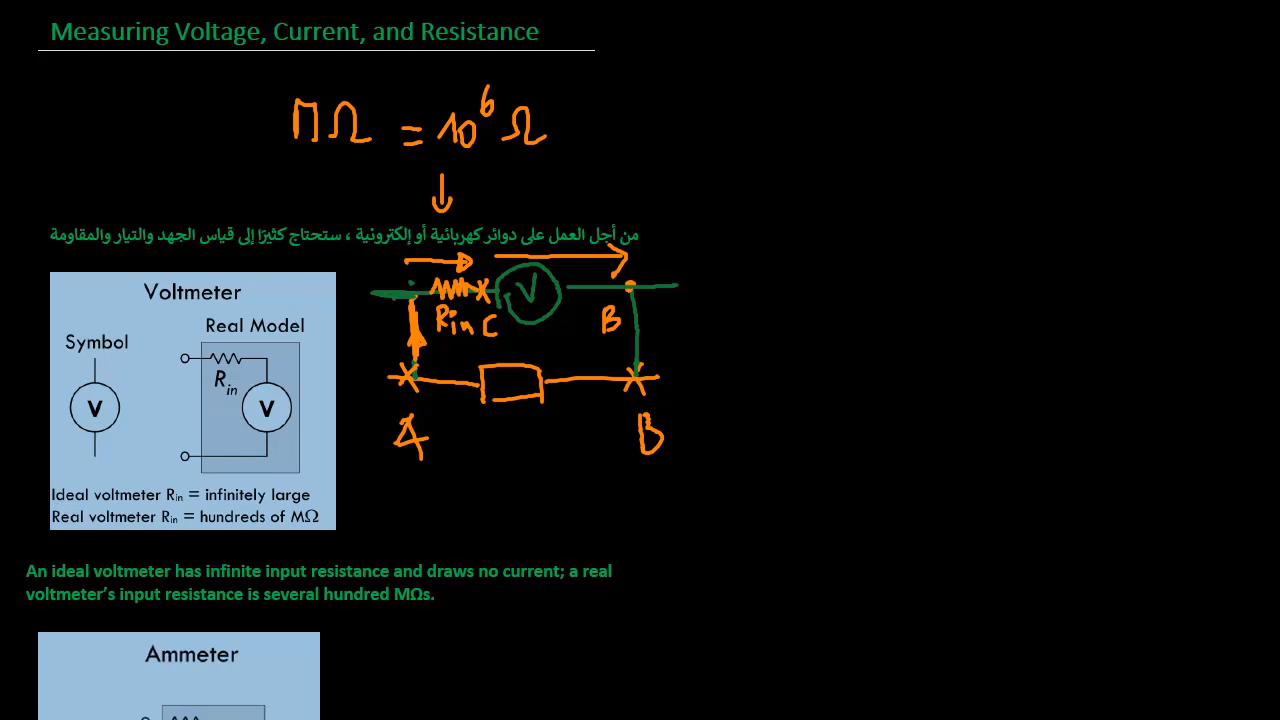 Measuring Voltage, Current, and Resistance
MΩ = 10⁶ Ω
من أجل العمل على دوائر كهربائية أو إلكترونية ، ستحتاج كثيرًا إلى قياس الجهد والتيار والمقاومة
Voltmeter
Symbol
Real Model
Rin
V
V
Ideal voltmeter Rin = infinitely large
Real voltmeter Rin = hundreds of MΩ
V
Rin C
B
A
B
An ideal voltmeter has infinite input resistance and draws no current; a real
voltmeter’s input resistance is several hundred MΩs.
Ammeter